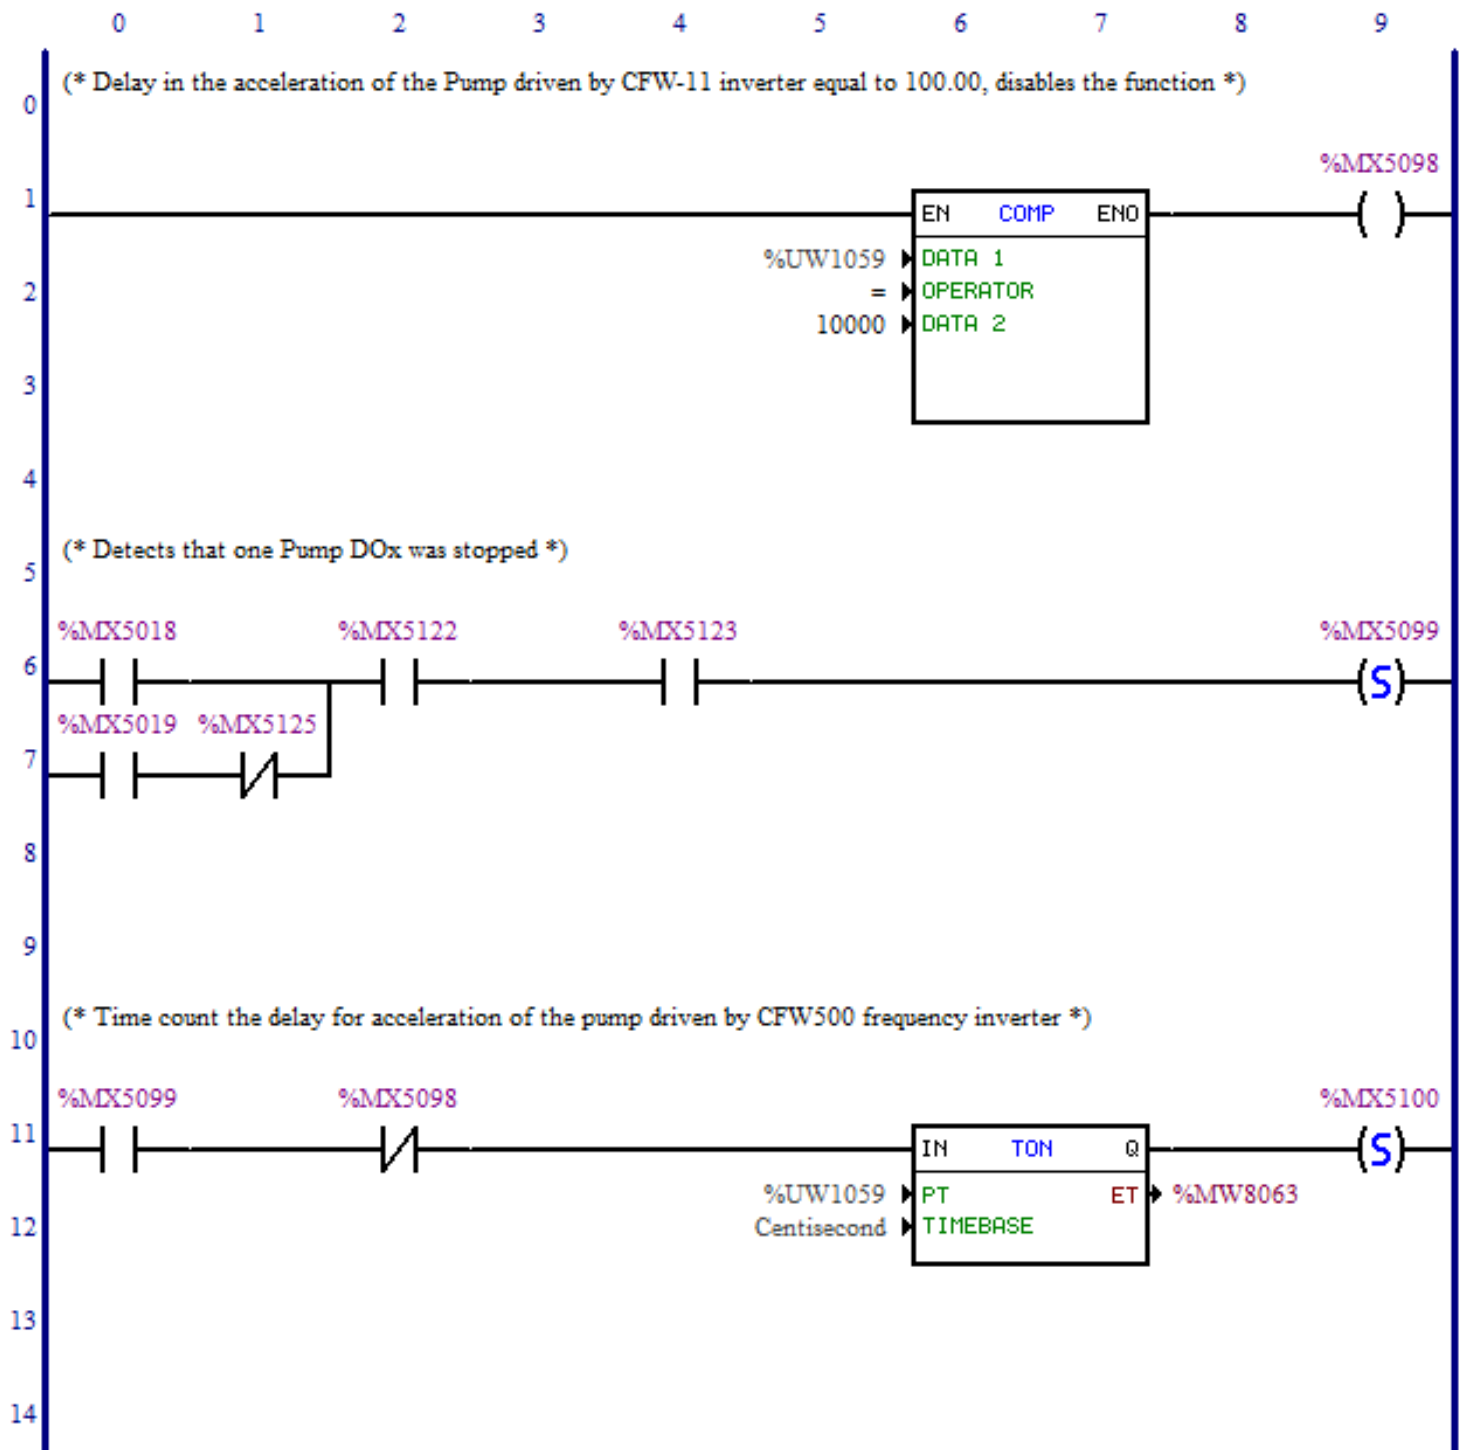 0 1 2 3 4 5 6 7 8 9
(* Delay in the acceleration of the Pump driven by CFW-11 inverter equal to 100.00, disables the function *)
0
%MX5098
1
EN COMP ENO
( )
%UW1059 DATA 1
2
= OPERATOR
10000 DATA 2
3
4
(* Detects that one Pump DOx was stopped *)
5
%MX5018 %MX5122 %MX5123 %MX5099
6
(S)
%MX5019 %MX5125
7
8
9
(* Time count the delay for acceleration of the pump driven by CFW500 frequency inverter *)
10
%MX5099 %MX5098 %MX5100
11
IN TON Q
(S)
%UW1059 PT ET %MW8063
12
Centisecond TIMEBASE
13
14